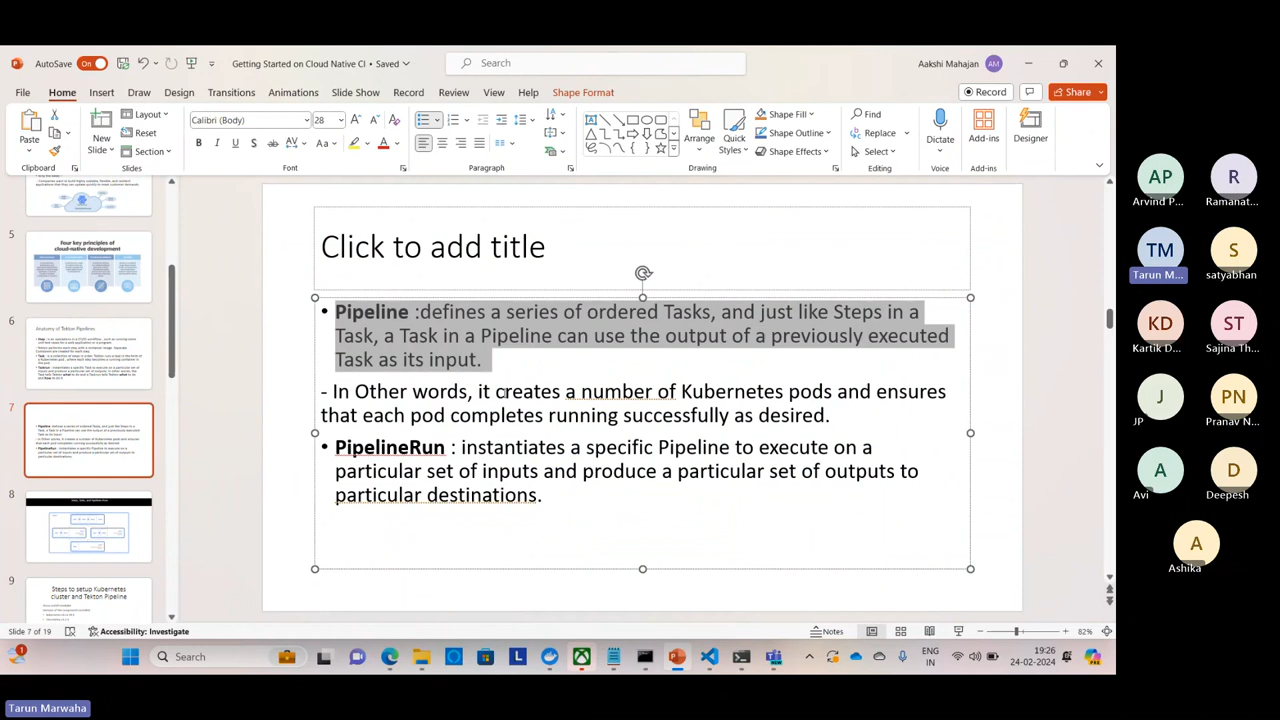 AutoSave
On
Getting Started on Cloud Native CI • Saved
Search
Aakshi Mahajan
AM
File
Home
Insert
Draw
Design
Transitions
Animations
Slide Show
Record
Review
View
Help
Shape Format
Record
Share
Paste
Clipboard
New
Slides
Layout
Reset
Section
Slides
Calibri (Body)
28
Font
Paragraph
Arrange
Quick
Styles
Shape Fill
Shape Outline
Shape Effects
Drawing
Find
Replace
Select
Editing
Dictate
Voice
Add-ins
Add-ins
Designer
5
Four key principles of
cloud-native development
6
Anatomy of Tekton Pipelines
7
8
9
Steps to setup Kubernetes
cluster and Tekton Pipeline
Click to add title
• Pipeline :defines a series of ordered Tasks, and just like Steps in a
Task, a Task in a Pipeline can use the output of a previously executed
Task as its input
- In Other words, it creates a number of Kubernetes pods and ensures
that each pod completes running successfully as desired.
• PipelineRun : instantiates a specific Pipeline to execute on a
particular set of inputs and produce a particular set of outputs to
particular destinations.
AP
Arvind P...
R
Ramanat...
TM
Tarun M...
S
satyabhan
KD
Kartik D...
ST
Sajina Th...
JP
JP
PN
Pranav N...
A
Avi
D
Deepesh
A
Ashika
Slide 7 of 19
Accessibility: Investigate
Notes
82%
1
Search
ENG
IN
19:26
24-02-2024
Tarun Marwaha